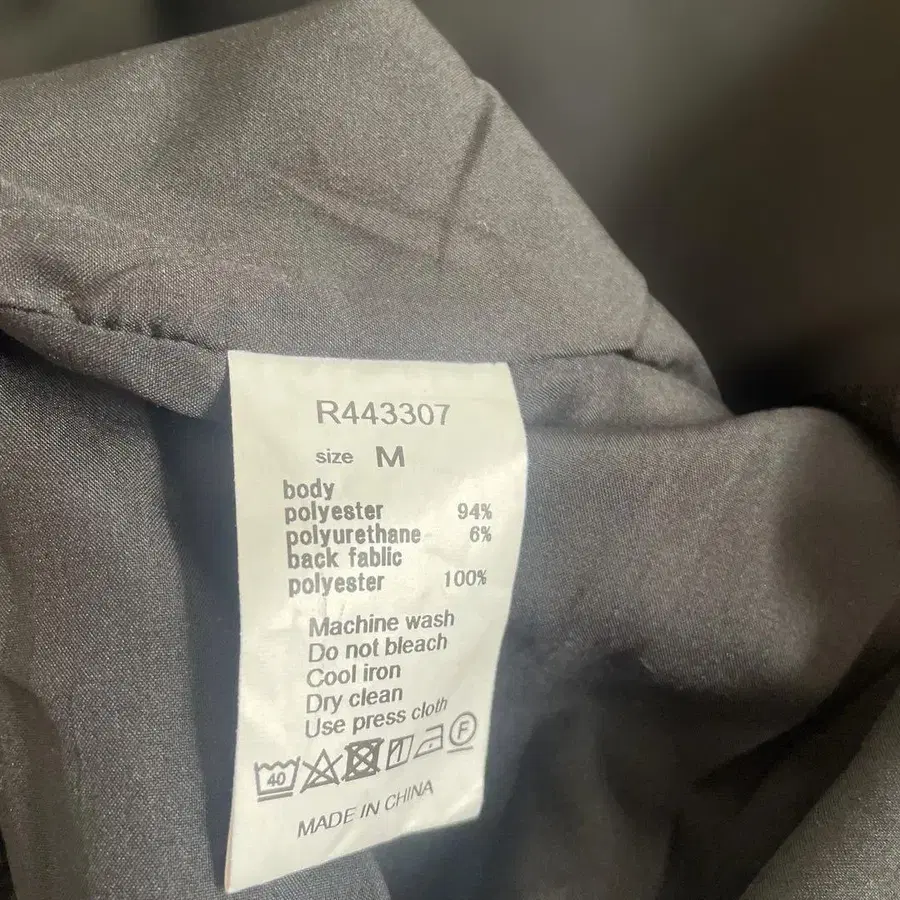 R443307
size M
body
polyester 94%
polyurethane 6%
back fablic
polyester 100%
Machine wash
Do not bleach
Cool iron
Dry clean
Use press cloth
40 F
MADE IN CHINA